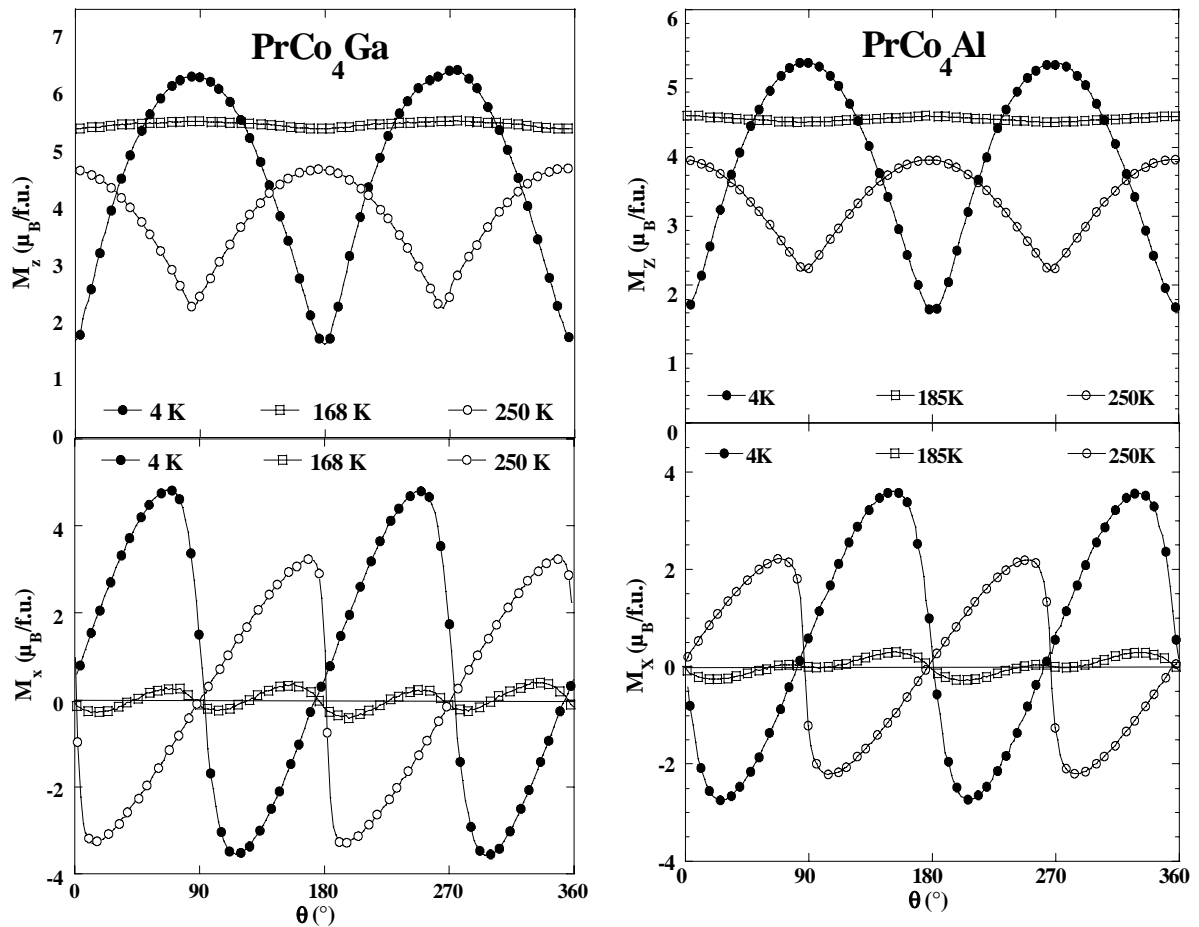 PrCo4Ga
7
6
5
4
3
2
1
0
Mz (µB/f.u.)
4 K
168 K
250 K
4 K
168 K
250 K
4
2
0
-2
-4
Mx (µB/f.u.)
0
90
180
270
360
θ (°)
PrCo4Al
6
5
4
3
2
1
0
MZ (µB/f.u.)
4K
185K
250K
4K
185K
250K
4
2
0
-2
-4
MX (µB/f.u.)
0
90
180
270
360
θ (°)